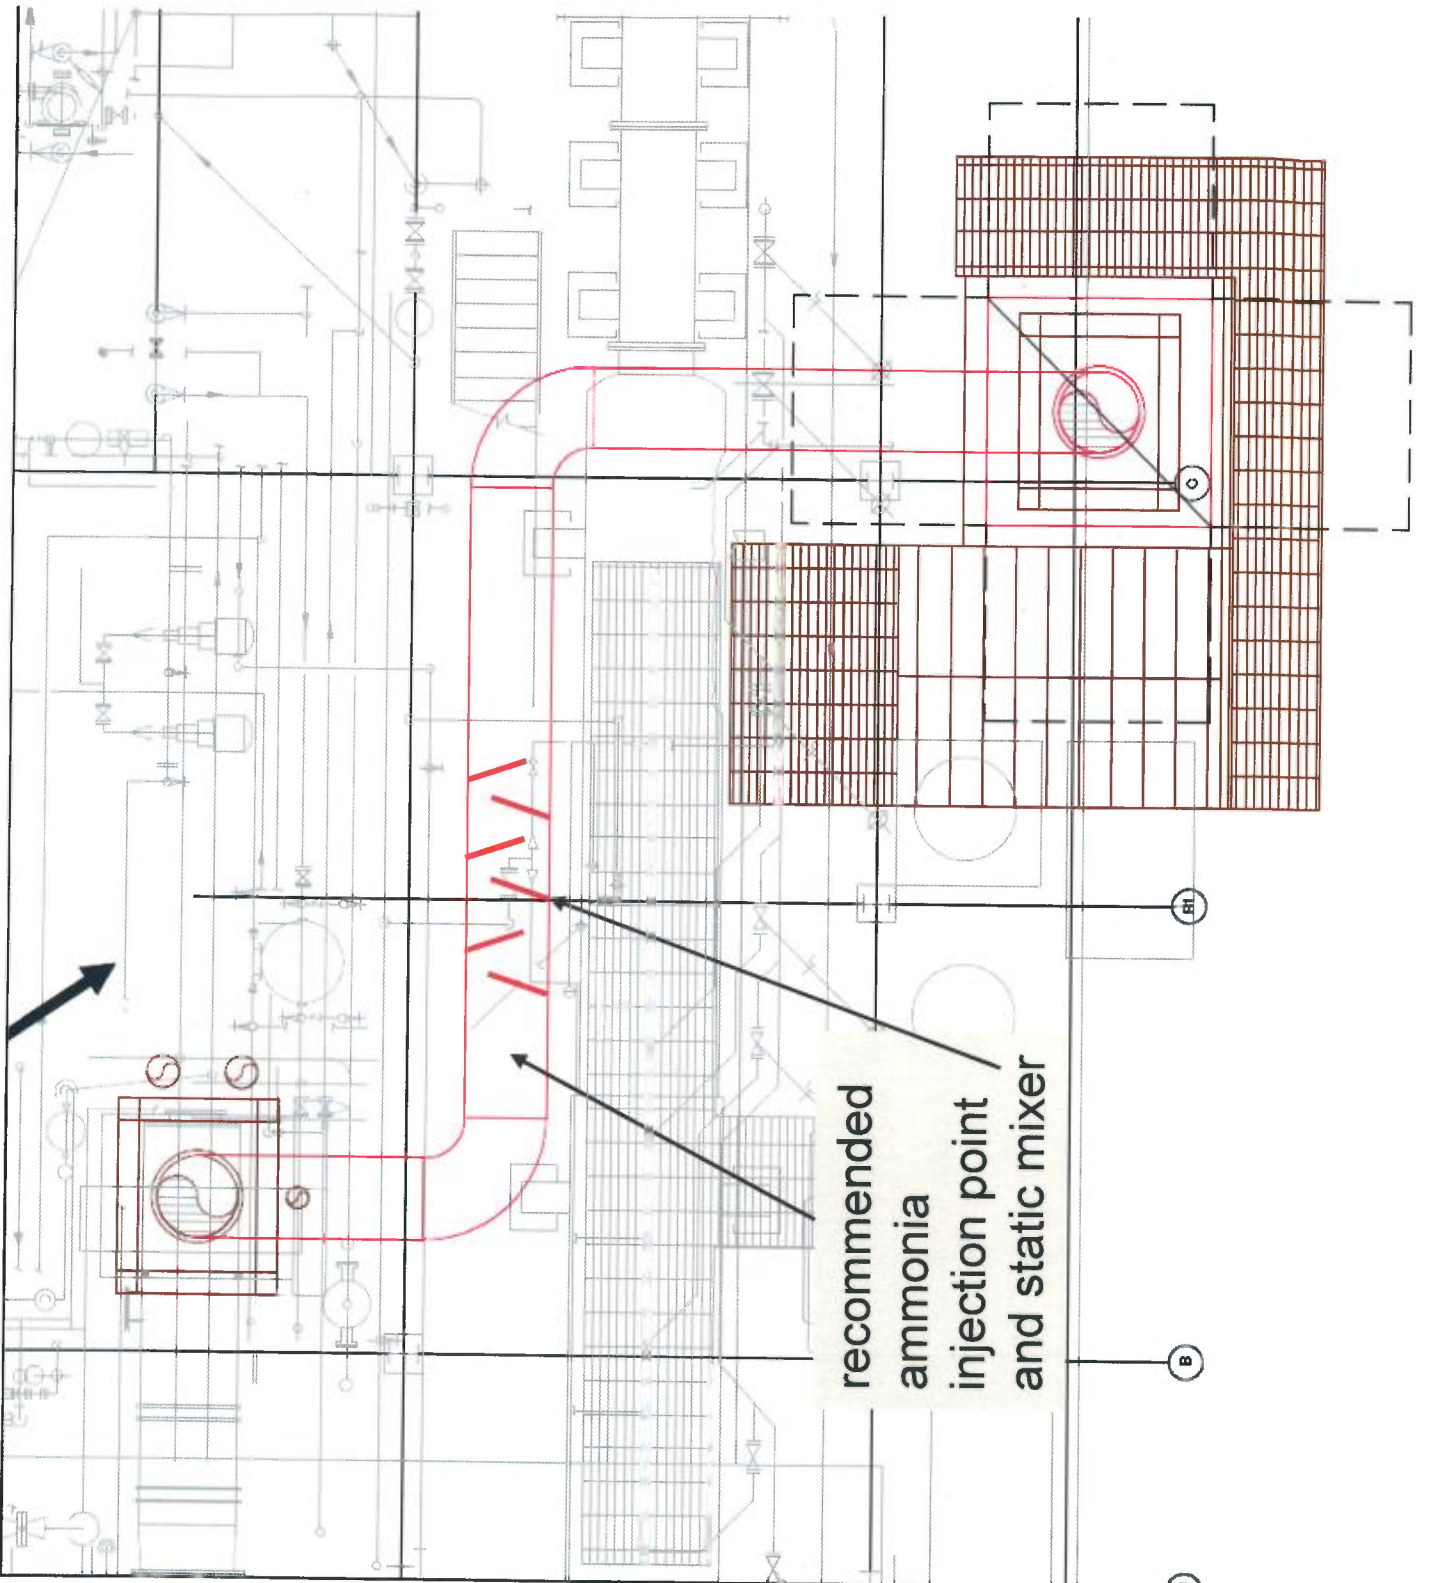 recommended
ammonia
injection point
and static mixer
C
B1
B